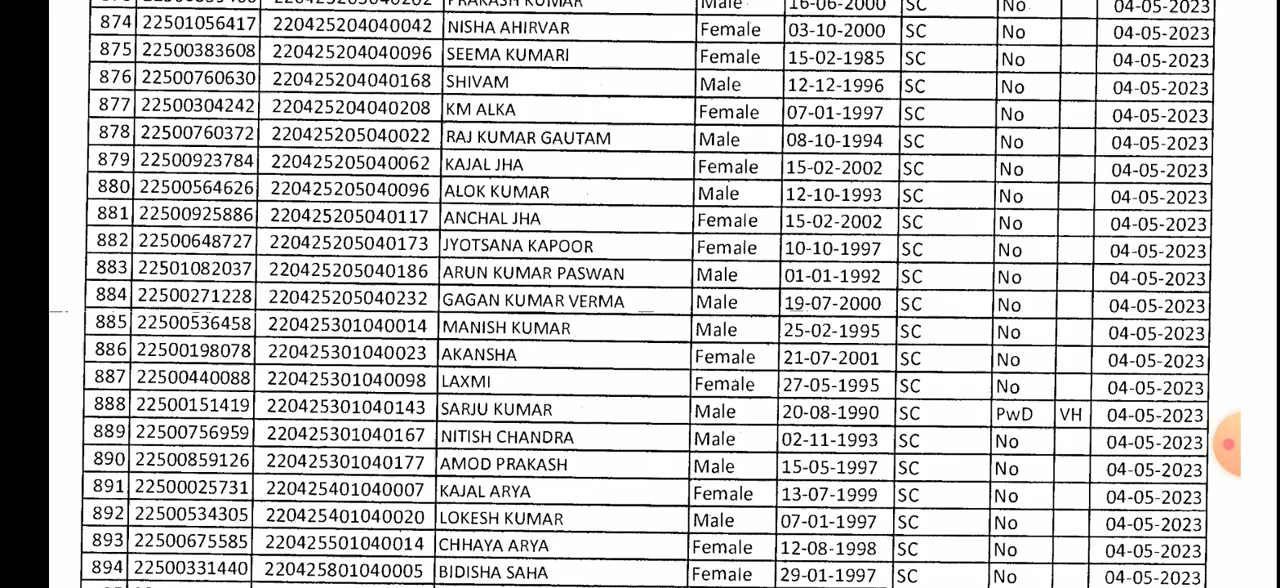 PRAKASH KUMAR Male 16-06-2000 SC No 04-05-2023
874 22501056417 220425204040042 NISHA AHIRVAR Female 03-10-2000 SC No 04-05-2023
875 22500383608 220425204040096 SEEMA KUMARI Female 15-02-1985 SC No 04-05-2023
876 22500760630 220425204040168 SHIVAM Male 12-12-1996 SC No 04-05-2023
877 22500304242 220425204040208 KM ALKA Female 07-01-1997 SC No 04-05-2023
878 22500760372 220425205040022 RAJ KUMAR GAUTAM Male 08-10-1994 SC No 04-05-2023
879 22500923784 220425205040062 KAJAL JHA Female 15-02-2002 SC No 04-05-2023
880 22500564626 220425205040096 ALOK KUMAR Male 12-10-1993 SC No 04-05-2023
881 22500925886 220425205040117 ANCHAL JHA Female 15-02-2002 SC No 04-05-2023
882 22500648727 220425205040173 JYOTSANA KAPOOR Female 10-10-1997 SC No 04-05-2023
883 22501082037 220425205040186 ARUN KUMAR PASWAN Male 01-01-1992 SC No 04-05-2023
884 22500271228 220425205040232 GAGAN KUMAR VERMA Male 19-07-2000 SC No 04-05-2023
885 22500536458 220425301040014 MANISH KUMAR Male 25-02-1995 SC No 04-05-2023
886 22500198078 220425301040023 AKANSHA Female 21-07-2001 SC No 04-05-2023
887 22500440088 220425301040098 LAXMI Female 27-05-1995 SC No 04-05-2023
888 22500151419 220425301040143 SARJU KUMAR Male 20-08-1990 SC PwD VH 04-05-2023
889 22500756959 220425301040167 NITISH CHANDRA Male 02-11-1993 SC No 04-05-2023
890 22500859126 220425301040177 AMOD PRAKASH Male 15-05-1997 SC No 04-05-2023
891 22500025731 220425401040007 KAJAL ARYA Female 13-07-1999 SC No 04-05-2023
892 22500534305 220425401040020 LOKESH KUMAR Male 07-01-1997 SC No 04-05-2023
893 22500675585 220425501040014 CHHAYA ARYA Female 12-08-1998 SC No 04-05-2023
894 22500331440 220425801040005 BIDISHA SAHA Female 29-01-1997 SC No 04-05-2023